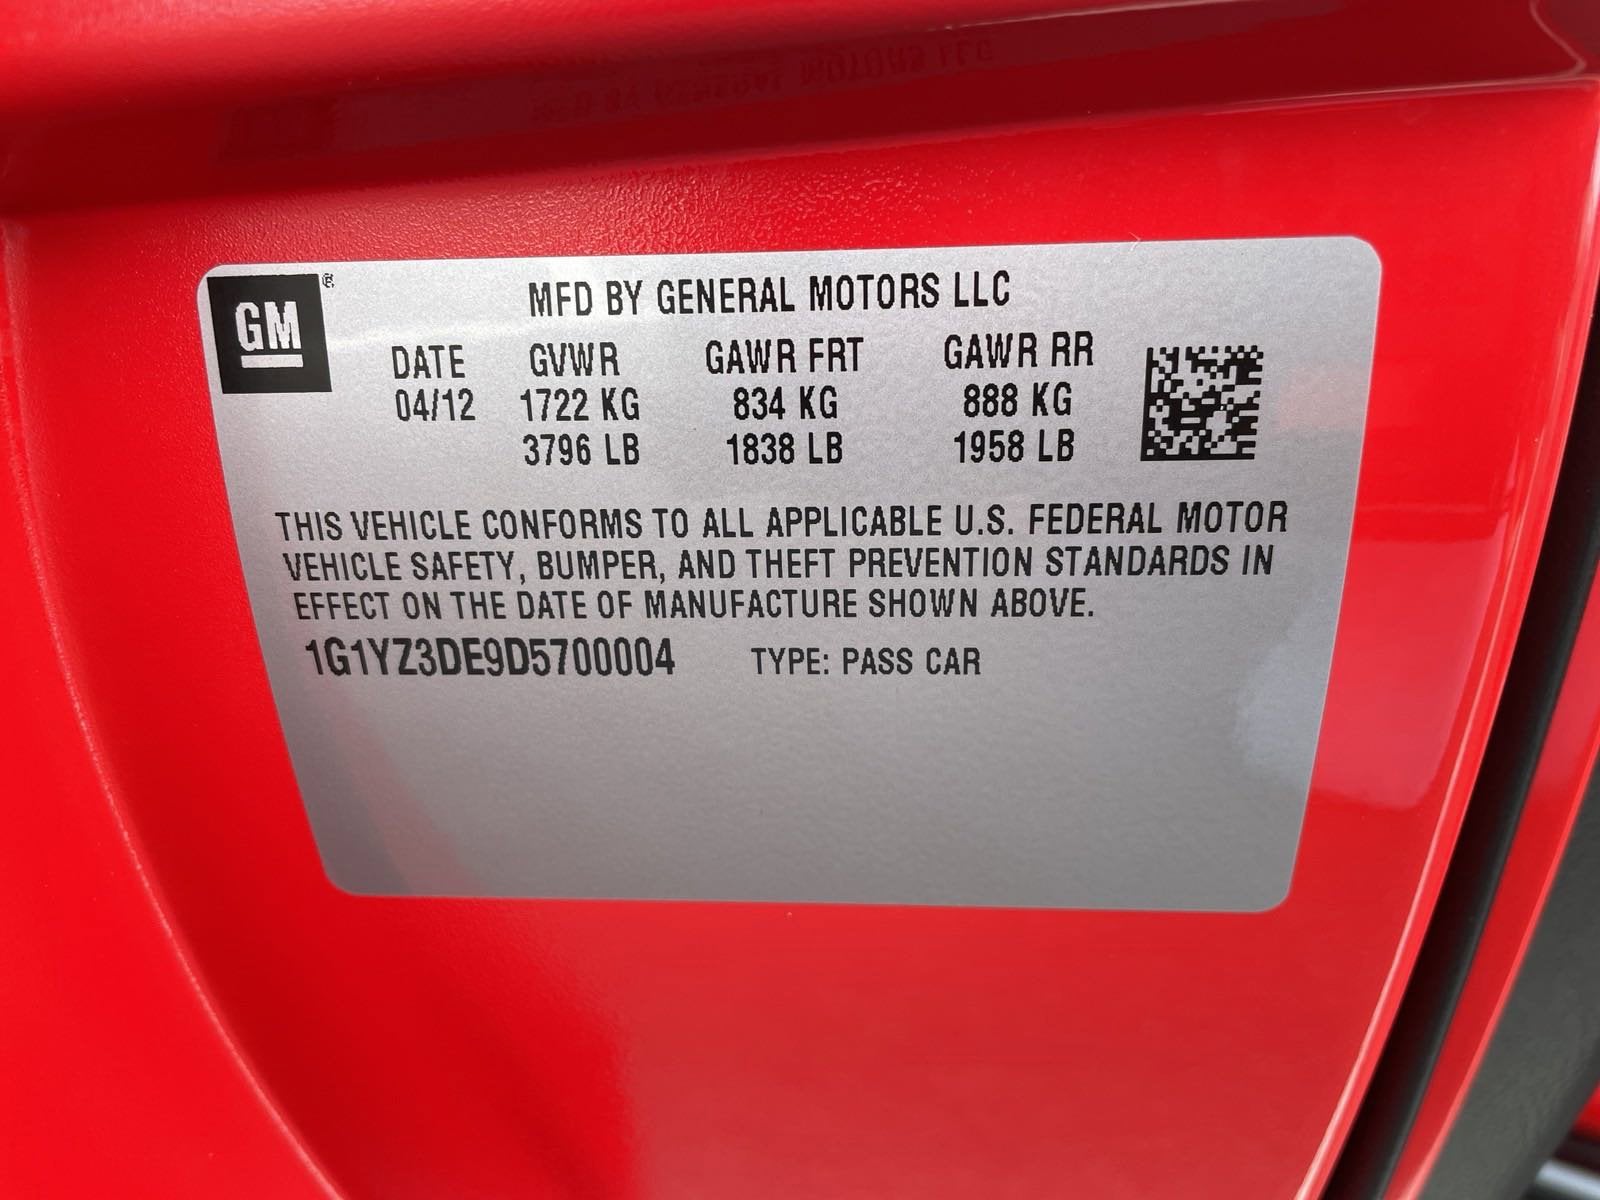 GM®
MFD BY GENERAL MOTORS LLC
DATE GVWR GAWR FRT GAWR RR
04/12 1722 KG 834 KG 888 KG
3796 LB 1838 LB 1958 LB
THIS VEHICLE CONFORMS TO ALL APPLICABLE U.S. FEDERAL MOTOR
VEHICLE SAFETY, BUMPER, AND THEFT PREVENTION STANDARDS IN
EFFECT ON THE DATE OF MANUFACTURE SHOWN ABOVE.
1G1YZ3DE9D5700004 TYPE: PASS CAR